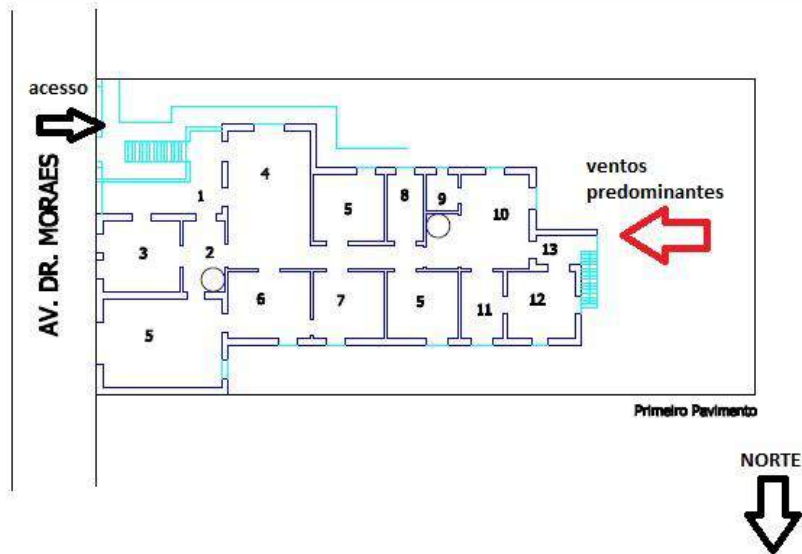 acesso
AV. DR. MORAES
1
2
3
4
5
5
8
9
10
13
6
7
5
11
12
ventos
predominantes
Primeiro Pavimento
NORTE